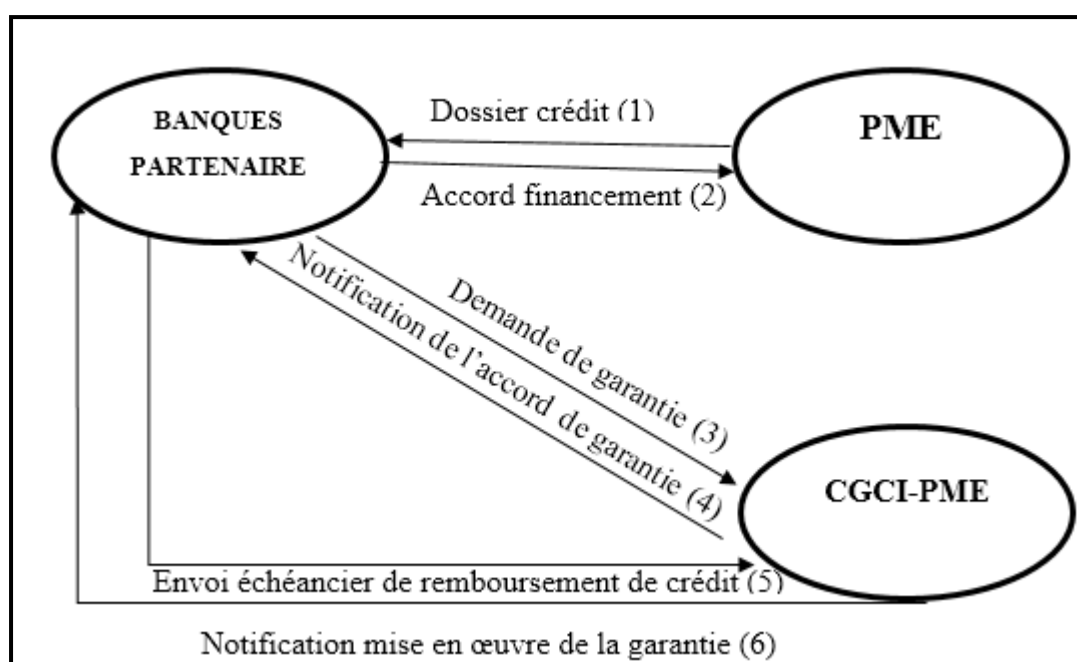 BANQUES
PARTENAIRE
Dossier crédit (1)
PME
Accord financement (2)
Demande de garantie (3)
Notification de l'accord de garantie (4)
CGCI-PME
Envoi échéancier de remboursement de crédit (5)
Notification mise en œuvre de la garantie (6)